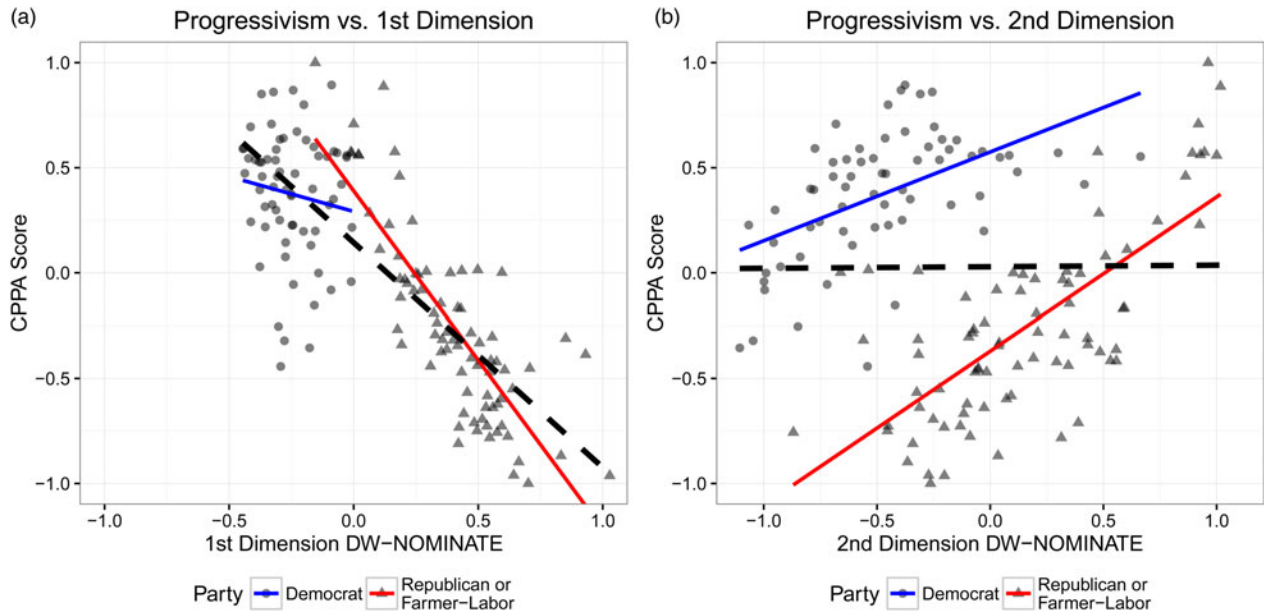 (a)
Progressivism vs. 1st Dimension
CPPA Score
1.0
0.5
0.0
−0.5
−1.0
−1.0
−0.5
0.0
0.5
1.0
1st Dimension DW−NOMINATE
Party
Democrat
Republican or
Farmer−Labor
(b)
Progressivism vs. 2nd Dimension
CPPA Score
1.0
0.5
0.0
−0.5
−1.0
−1.0
−0.5
0.0
0.5
1.0
2nd Dimension DW−NOMINATE
Party
Democrat
Republican or
Farmer−Labor